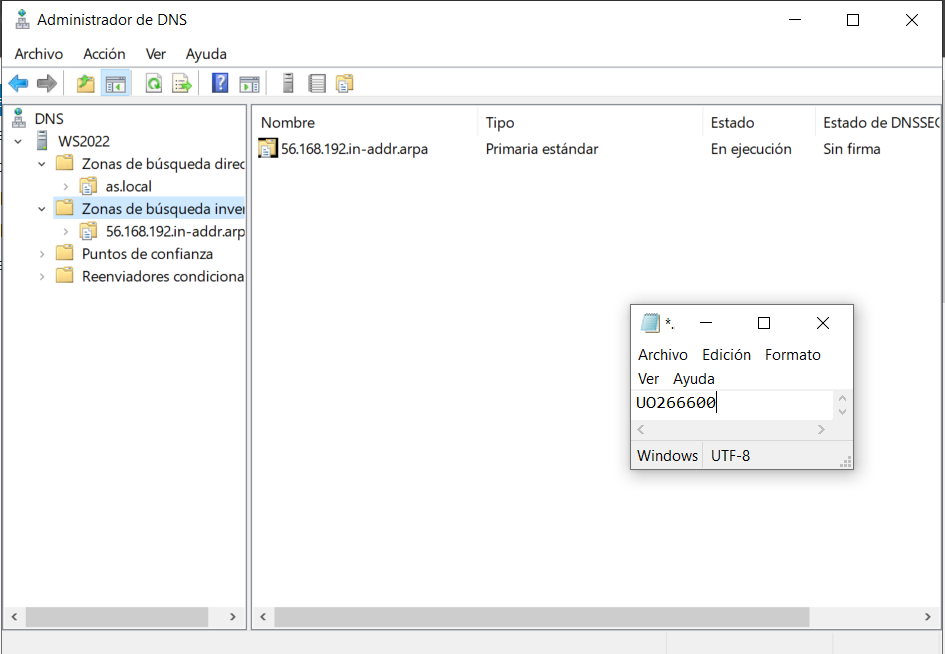 Administrador de DNS
Archivo Acción Ver Ayuda
DNS
WS2022
Zonas de búsqueda direc
as.local
Zonas de búsqueda inver
56.168.192.in-addr.arp
Puntos de confianza
Reenviadores condiciona
Nombre Tipo Estado Estado de DNSSEC
56.168.192.in-addr.arpa Primaria estándar En ejecución Sin firma
*.
Archivo Edición Formato
Ver Ayuda
UO266600
Windows UTF-8